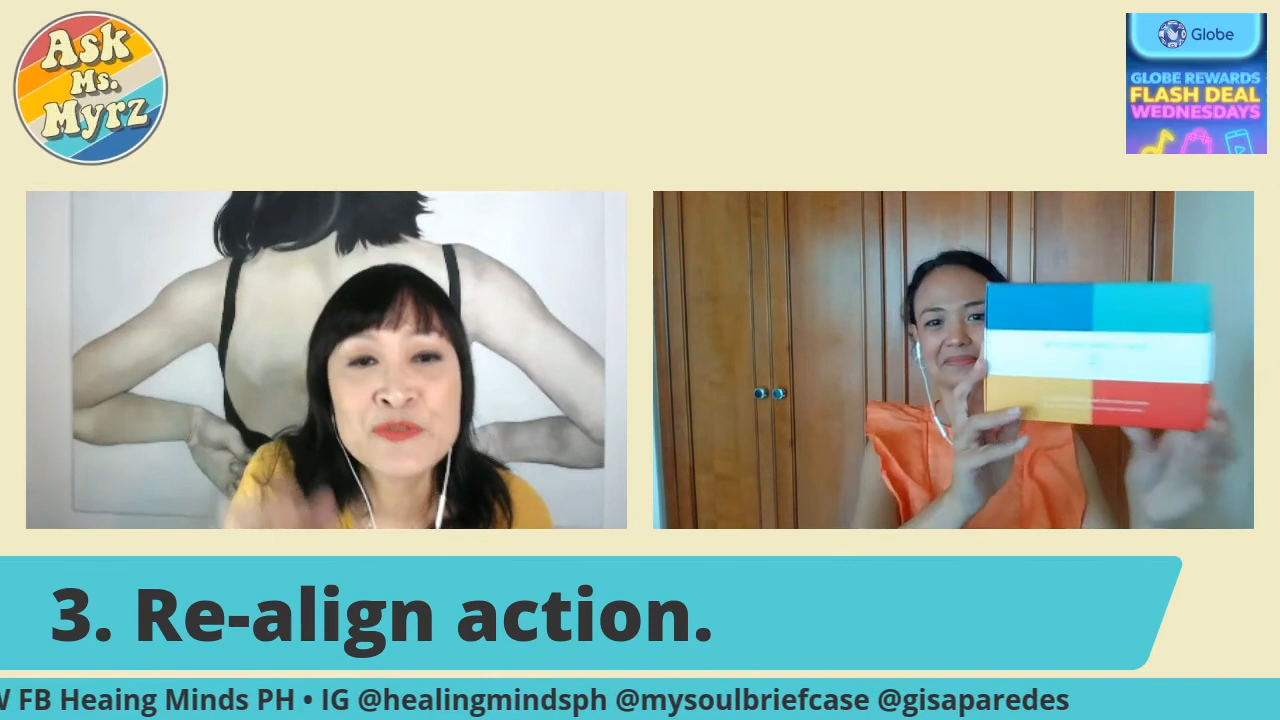 Ask
Ms.
Myrz
Globe
GLOBE REWARDS
FLASH DEAL
WEDNESDAYS
3. Re-align action.
FB Heaing Minds PH • IG @healingmindsph @mysoulbriefcase @gisaparedes